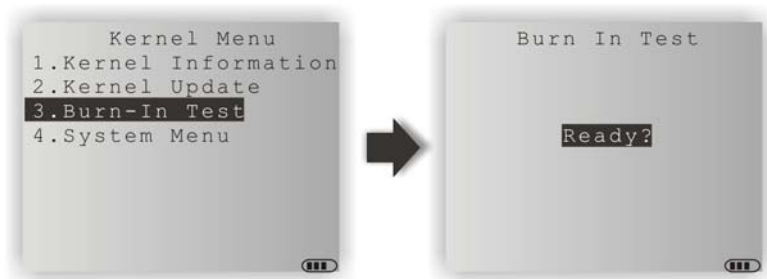 Kernel Menu
1.Kernel Information
2.Kernel Update
3.Burn-In Test
4.System Menu
Burn In Test
Ready?